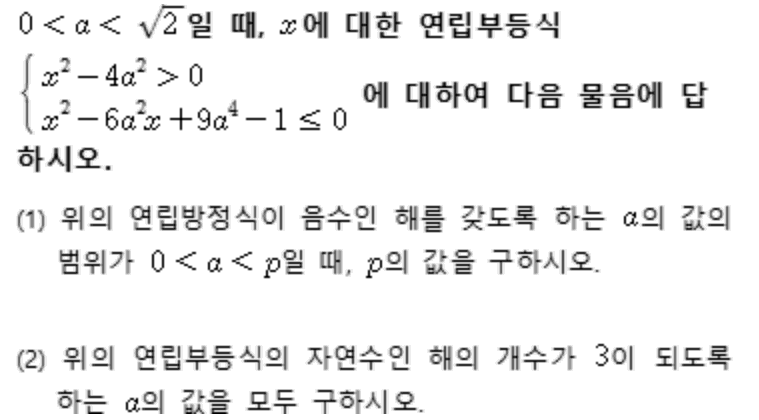 0 < a < √2 일 때, x에 대한 연립부등식
{ x² − 4a² > 0
x² − 6a²x + 9a⁴ − 1 ≤ 0 에 대하여 다음 물음에 답
하시오.
(1) 위의 연립방정식이 음수인 해를 갖도록 하는 a의 값의
범위가 0 < a < p일 때, p의 값을 구하시오.
(2) 위의 연립부등식의 자연수인 해의 개수가 3이 되도록
하는 a의 값을 모두 구하시오.